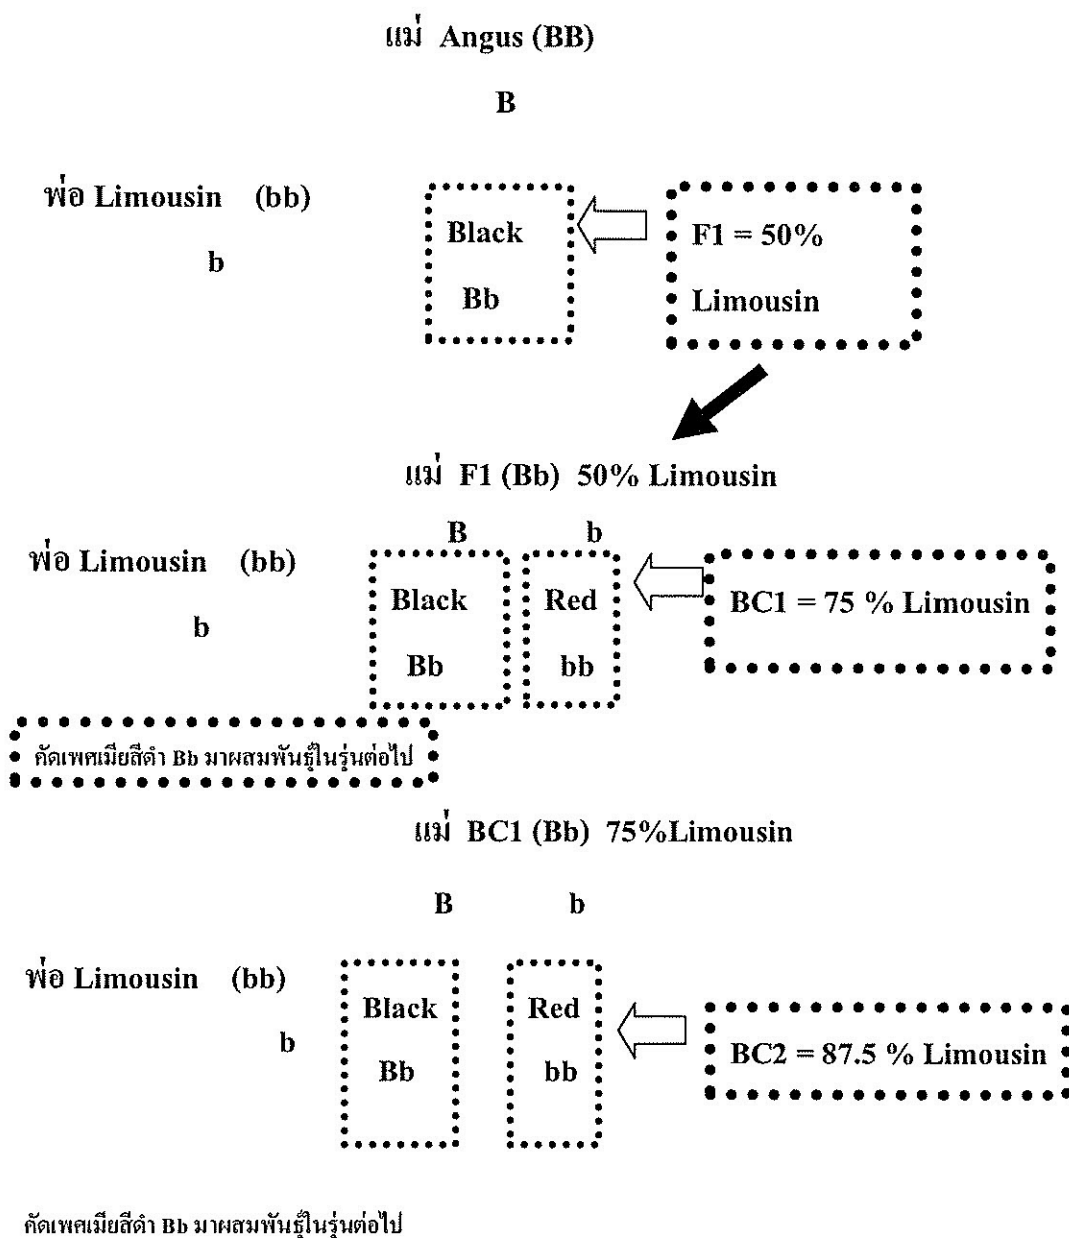 แม่ Angus (BB)
B
พ่อ Limousin (bb)
b
Black
Bb
F1 = 50%
Limousin
แม่ F1 (Bb) 50% Limousin
B b
พ่อ Limousin (bb)
b
Black Red
Bb bb
BC1 = 75 % Limousin
คัดเพศเมียสีดำ Bb มาผสมพันธุ์ในรุ่นต่อไป
แม่ BC1 (Bb) 75%Limousin
B b
พ่อ Limousin (bb)
b
Black Red
Bb bb
BC2 = 87.5 % Limousin
คัดเพศเมียสีดำ Bb มาผสมพันธุ์ในรุ่นต่อไป